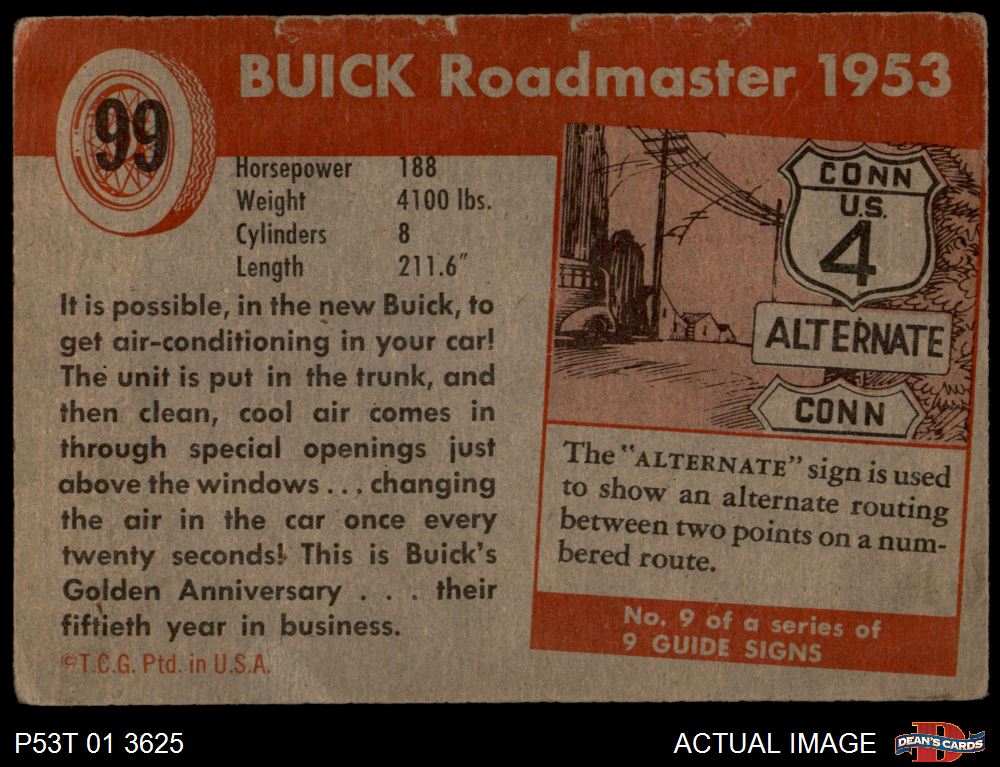 BUICK Roadmaster 1953
99
Horsepower 188
Weight 4100 lbs.
Cylinders 8
Length 211.6"
It is possible, in the new Buick, to
get air-conditioning in your car!
The unit is put in the trunk, and
then clean, cool air comes in
through special openings just
above the windows . . . changing
the air in the car once every
twenty seconds! This is Buick's
Golden Anniversary . . . their
fiftieth year in business.
©T.C.G. Ptd. in U.S.A.
CONN
U.S.
4
ALTERNATE
CONN
The "ALTERNATE" sign is used
to show an alternate routing
between two points on a num-
bered route.
No. 9 of a series of
9 GUIDE SIGNS
P53T 01 3625
ACTUAL IMAGE
D
DEAN'S CARDS